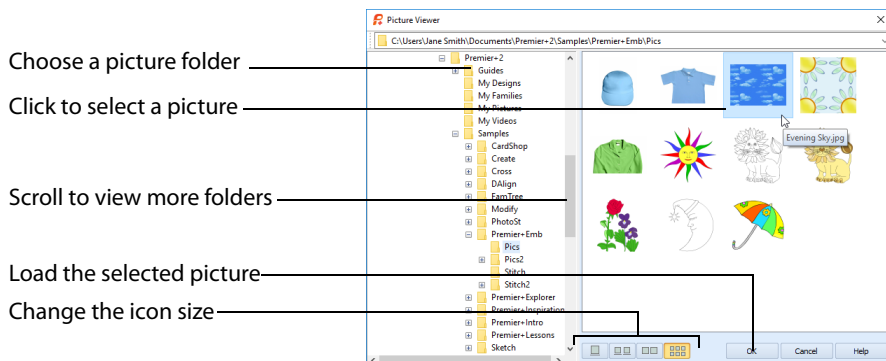 Picture Viewer
C:\Users\Jane Smith\Documents\Premier+2\Samples\Premier+Emb\Pics
Choose a picture folder
Click to select a picture
Scroll to view more folders
Load the selected picture
Change the icon size
Premier+2
Guides
My Designs
My Families
My Pictures
My Videos
Samples
CardShop
Create
Cross
DAlign
FamTree
Modify
PhotoSt
Premier+Emb
Pics
Pics2
Stitch
Stitch2
Premier+Explorer
Premier+Inspiration
Premier+Intro
Premier+Lessons
Sketch
Evening Sky.jpg
OK
Cancel
Help